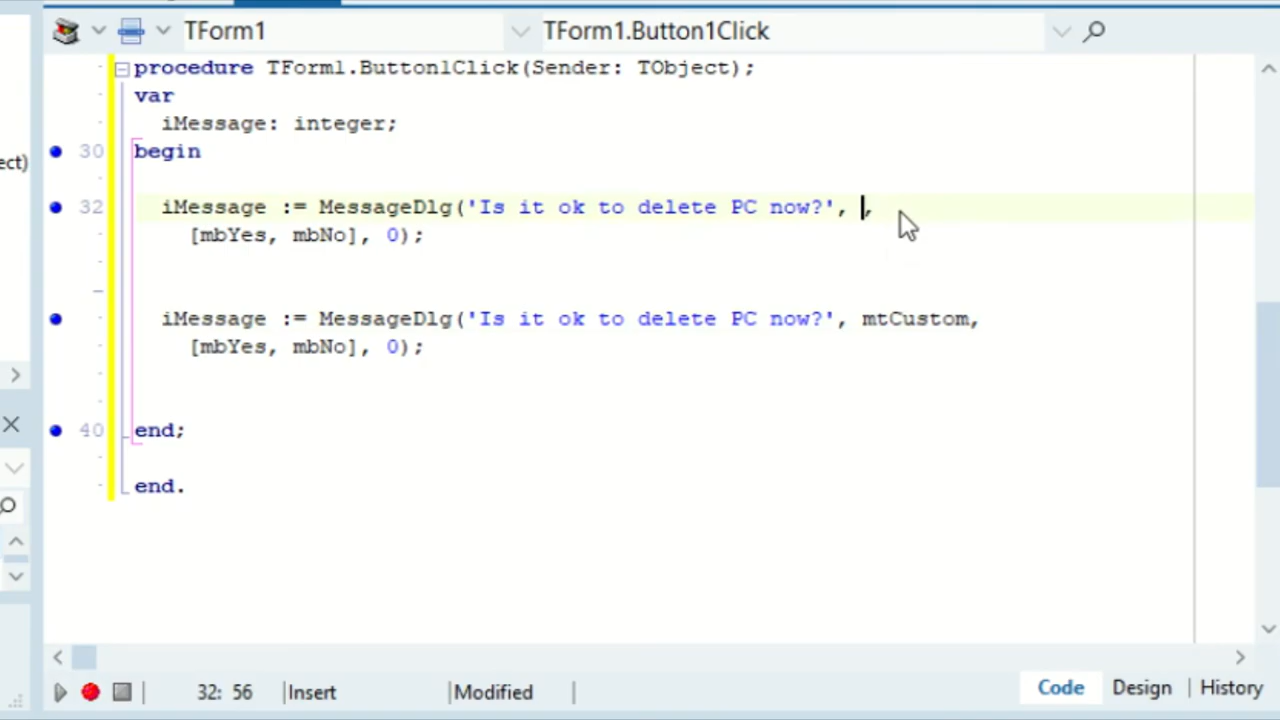 TForm1
TForm1.Button1Click
procedure TForm1.Button1Click(Sender: TObject);
var
iMessage: integer;
ect)
30 begin
32 iMessage := MessageDlg('Is it ok to delete PC now?', ,
[mbYes, mbNo], 0);
iMessage := MessageDlg('Is it ok to delete PC now?', mtCustom,
[mbYes, mbNo], 0);
40 end;
end.
32: 56 Insert Modified Code Design History